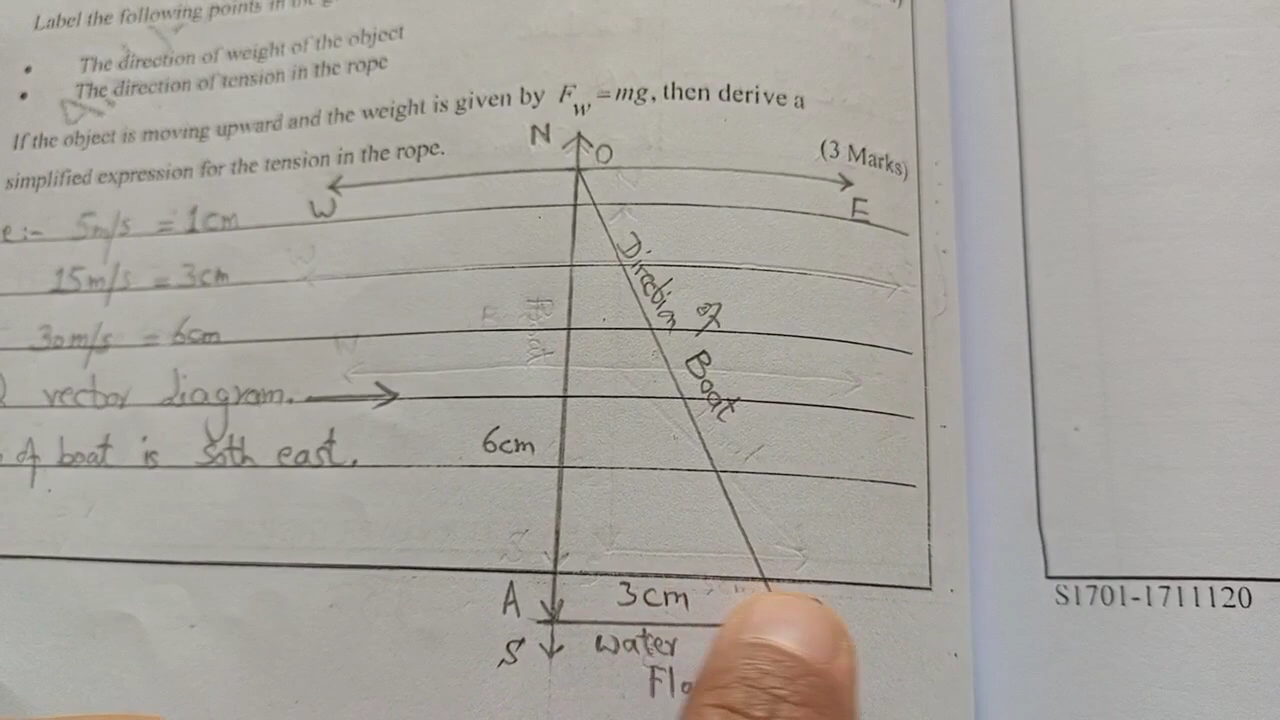 Label the following points in the
• The direction of weight of the object
• The direction of tension in the rope
If the object is moving upward and the weight is given by F_W = mg, then derive a
simplified expression for the tension in the rope.
(3 Marks)
N
O
W
E
e:- 5m/s = 1cm
15m/s = 3cm
30m/s = 6cm
vector diagram.
of boat is soth east.
Direction of Boat
6cm
A
3cm
S
water
S1701-1711120